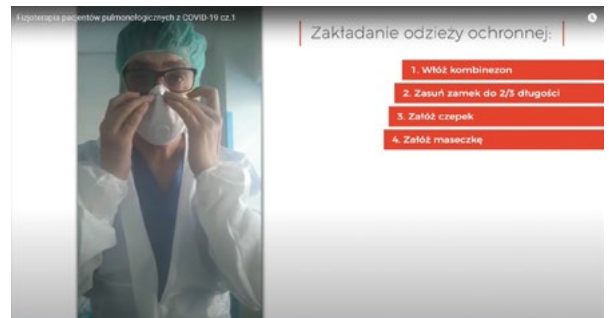 Fizjoterapia pacjentów pulmonologicznych z COVID-19 cz.1
Zakładanie odzieży ochronnej:
1. Włóż kombinezon
2. Zasuń zamek do 2/3 długości
3. Załóż czepek
4. Załóż maseczkę